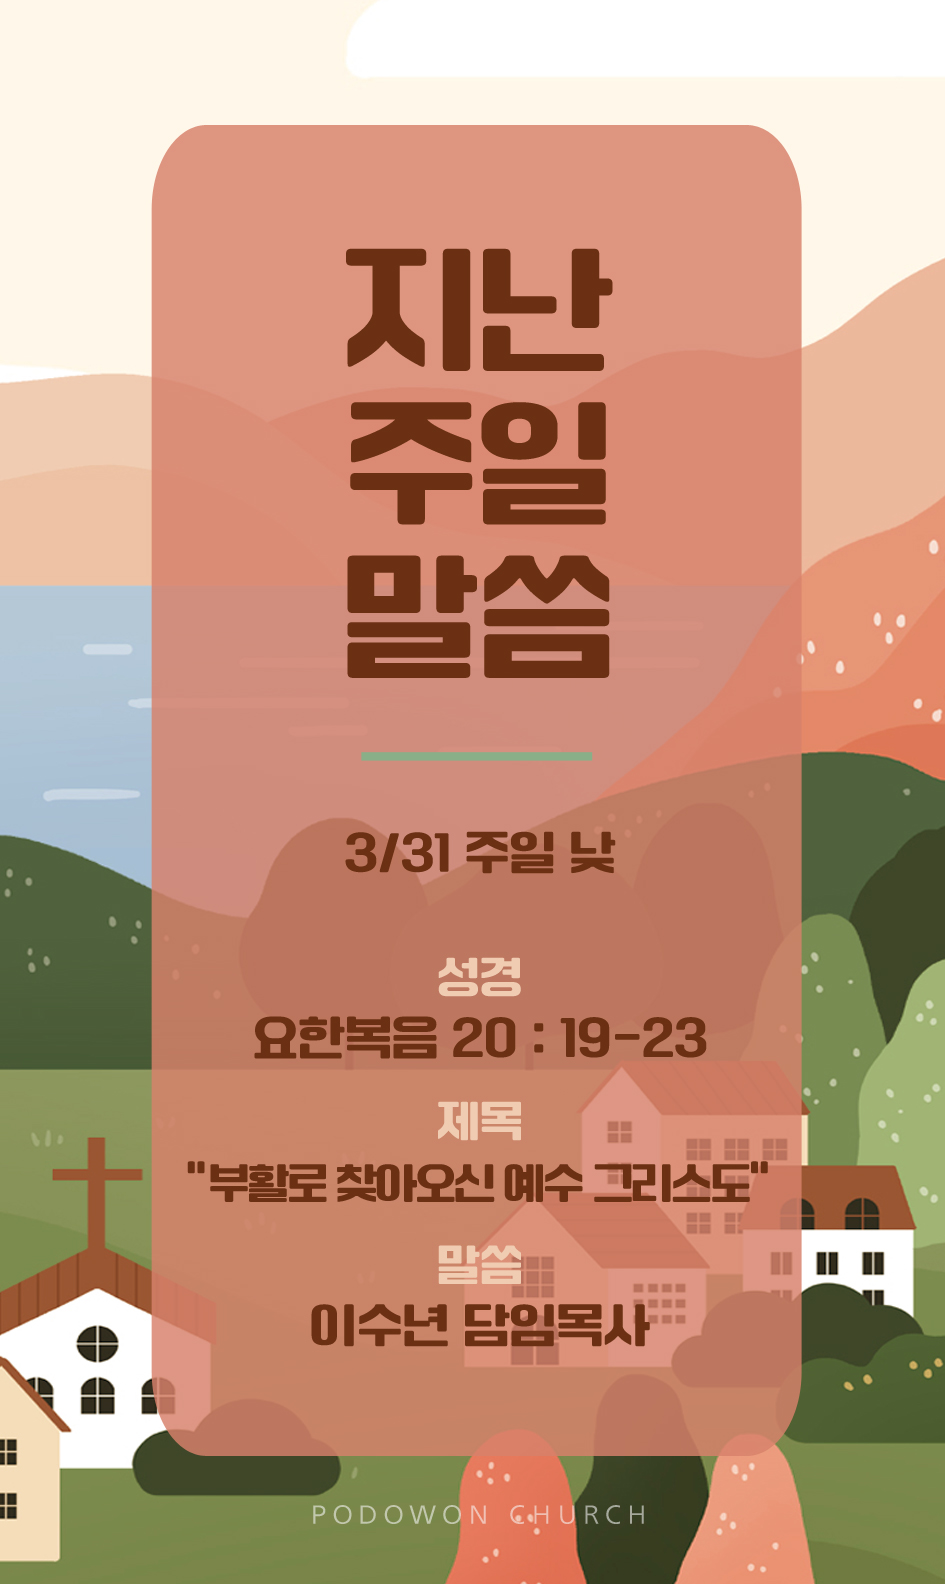 지난
주일
말씀
3/31 주일 낮
성경
요한복음 20 : 19-23
제목
"부활로 찾아오신 예수 그리스도"
말씀
이수년 담임목사
PODOWON CHURCH